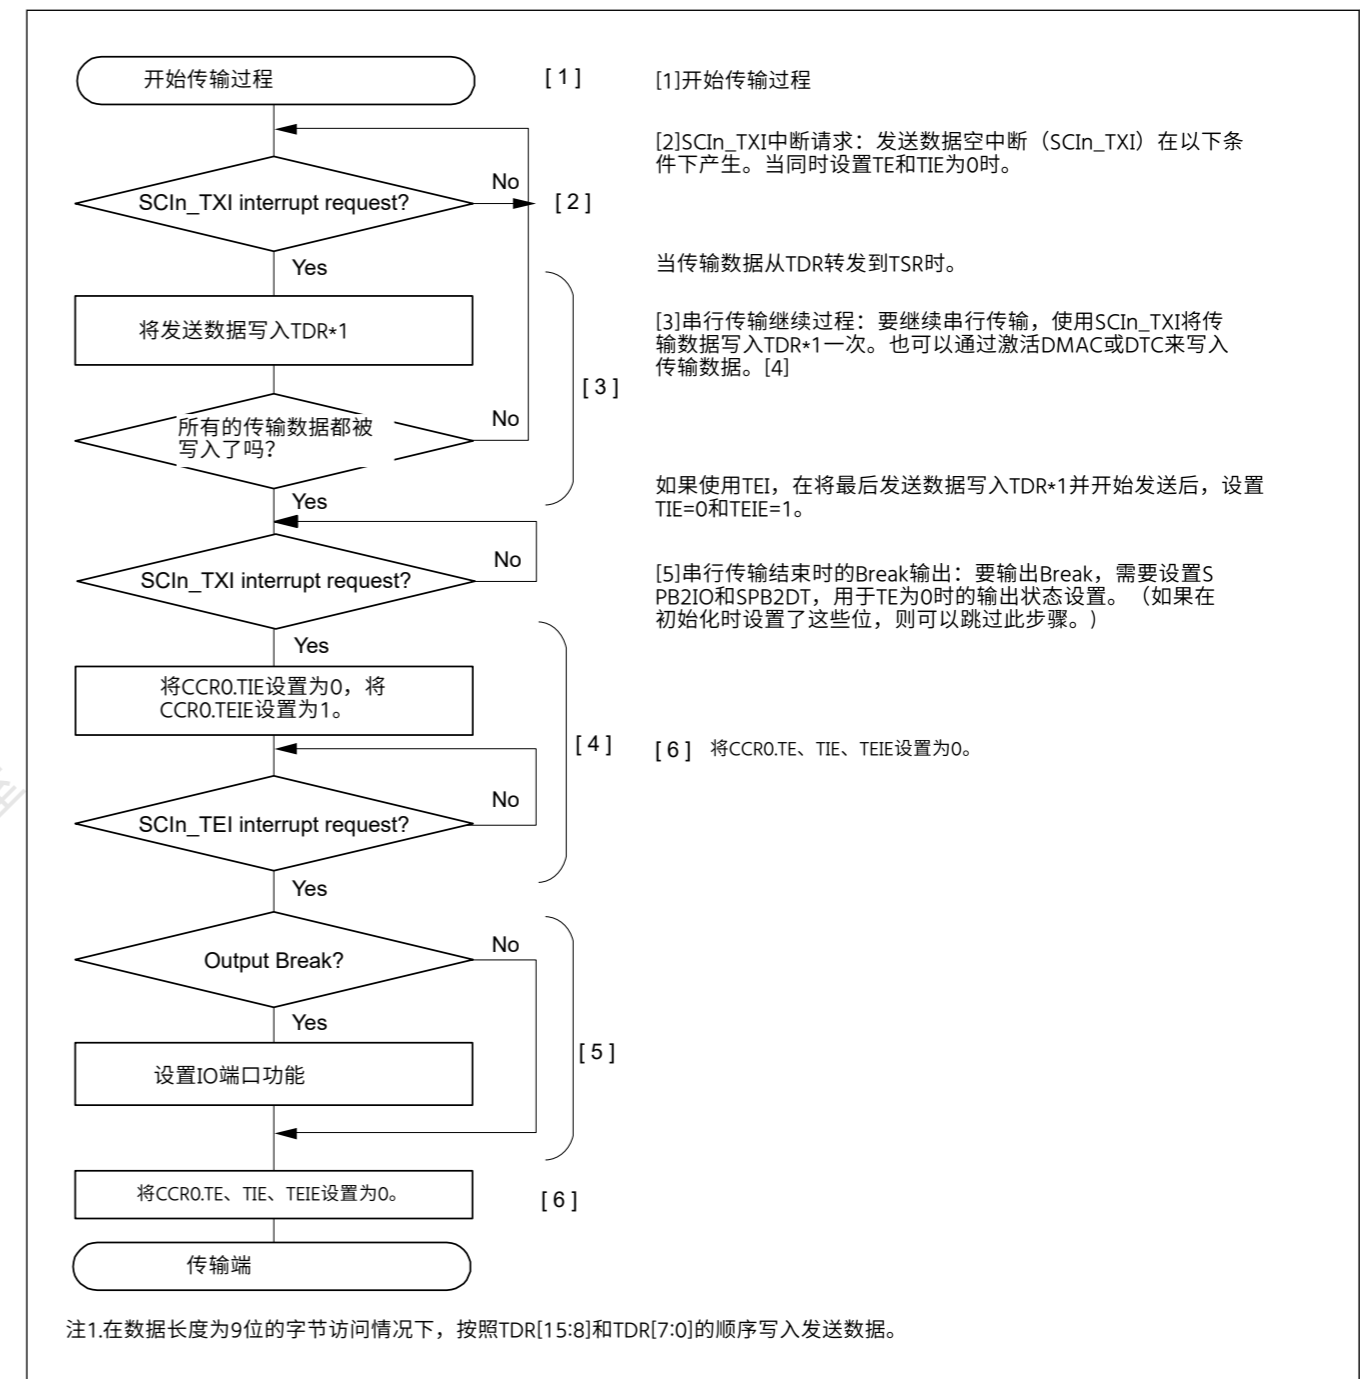 开始传输过程
[ 1 ]
SCIn_TXI interrupt request?
No
[ 2 ]
Yes
将发送数据写入TDR*1
所有的传输数据都被
写入了吗?
No
[ 3 ]
Yes
SCIn_TXI interrupt request?
No
Yes
将CCR0.TIE设置为0，将
CCR0.TEIE设置为1。
[ 4 ]
SCIn_TEI interrupt request?
No
Yes
Output Break?
No
Yes
设置IO端口功能
[ 5 ]
将CCR0.TE、TIE、TEIE设置为0。
[ 6 ]
传输端
[1]开始传输过程
[2]SCIn_TXI中断请求：发送数据空中断（SCIn_TXI）在以下条
件下产生。当同时设置TE和TIE为0时。
当传输数据从TDR转发到TSR时。
[3]串行传输继续过程：要继续串行传输，使用SCIn_TXI将传
输数据写入TDR*1一次。也可以通过激活DMAC或DTC来写入
传输数据。[4]
如果使用TEI，在将最后发送数据写入TDR*1并开始发送后，设置
TIE=0和TEIE=1。
[5]串行传输结束时的Break输出：要输出Break，需要设置S
PB2IO和SPB2DT，用于TE为0时的输出状态设置。（如果在
初始化时设置了这些位，则可以跳过此步骤。)
[ 6 ] 将CCR0.TE、TIE、TEIE设置为0。
注1.在数据长度为9位的字节访问情况下，按照TDR[15:8]和TDR[7:0]的顺序写入发送数据。